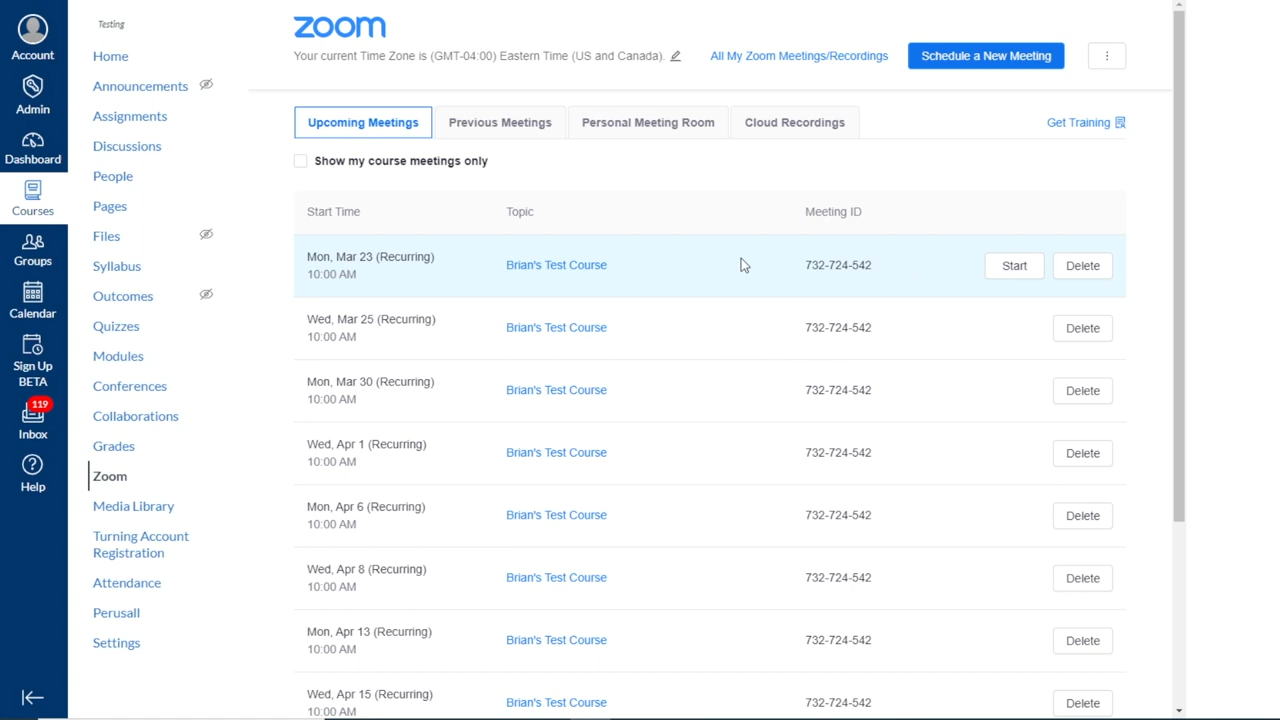 Account
Admin
Dashboard
Courses
Groups
Calendar
Sign Up
BETA
119
Inbox
Help
Testing
Home
Announcements
Assignments
Discussions
People
Pages
Files
Syllabus
Outcomes
Quizzes
Modules
Conferences
Collaborations
Grades
Zoom
Media Library
Turning Account
Registration
Attendance
Perusall
Settings
zoom
Your current Time Zone is (GMT-04:00) Eastern Time (US and Canada). All My Zoom Meetings/Recordings Schedule a New Meeting
Upcoming Meetings Previous Meetings Personal Meeting Room Cloud Recordings Get Training
Show my course meetings only
Start Time Topic Meeting ID
Mon, Mar 23 (Recurring)
10:00 AM
Brian's Test Course 732-724-542 Start Delete
Wed, Mar 25 (Recurring)
10:00 AM
Brian's Test Course 732-724-542 Delete
Mon, Mar 30 (Recurring)
10:00 AM
Brian's Test Course 732-724-542 Delete
Wed, Apr 1 (Recurring)
10:00 AM
Brian's Test Course 732-724-542 Delete
Mon, Apr 6 (Recurring)
10:00 AM
Brian's Test Course 732-724-542 Delete
Wed, Apr 8 (Recurring)
10:00 AM
Brian's Test Course 732-724-542 Delete
Mon, Apr 13 (Recurring)
10:00 AM
Brian's Test Course 732-724-542 Delete
Wed, Apr 15 (Recurring)
10:00 AM
Brian's Test Course 732-724-542 Delete